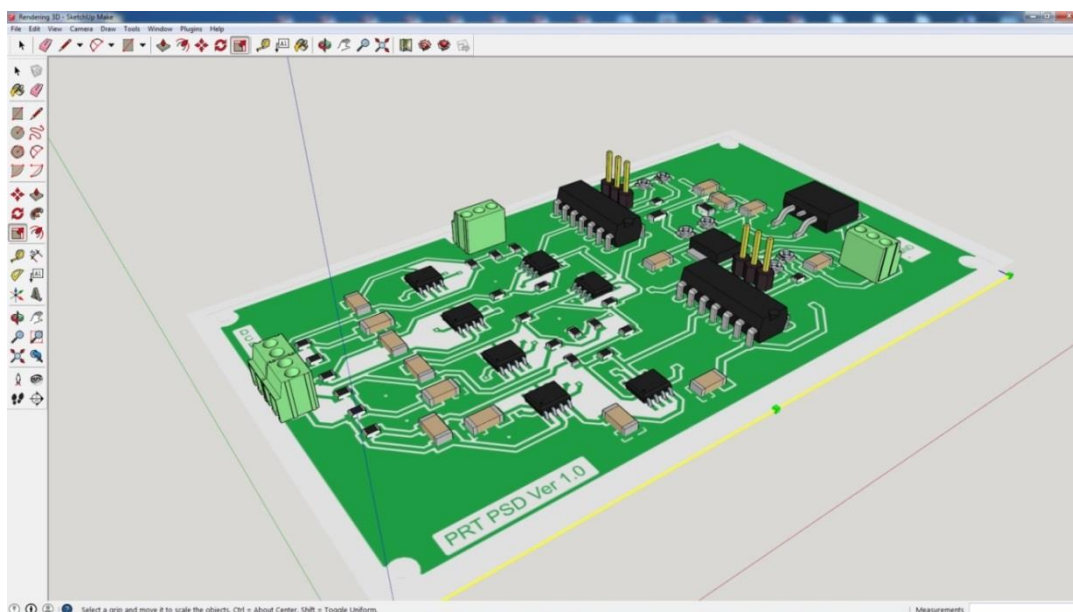 Rendering 3D - SketchUp Make
File Edit View Camera Draw Tools Window Plugins Help
PRT PSD Ver 1.0
Select a grip and move it to scale the objects. Ctrl = About Center. Shift = Toggle Uniform.
Measurements